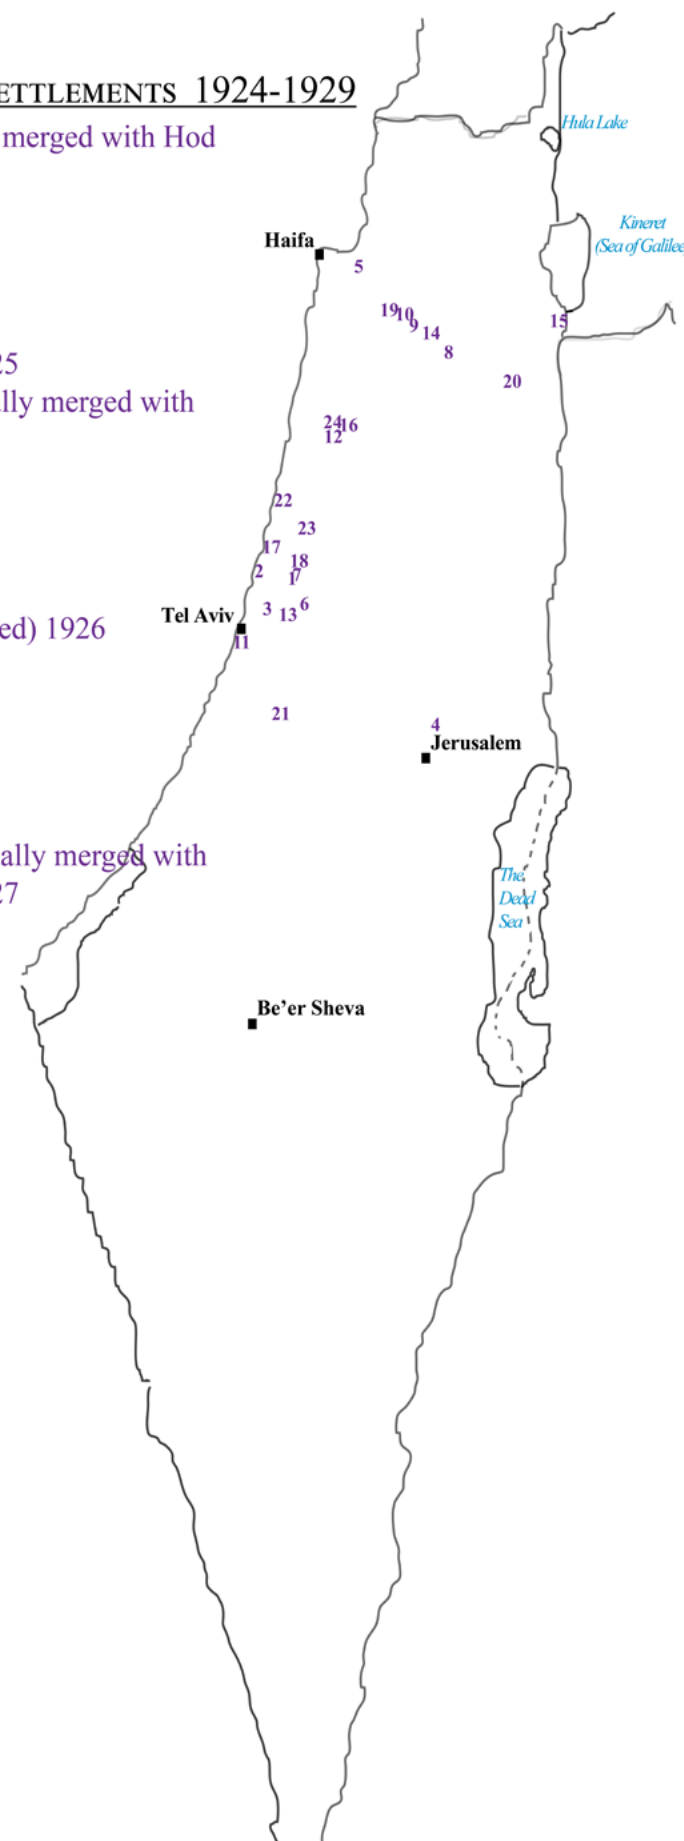 ETTLEMENTS 1924-1929
merged with Hod
Hula Lake
Kineret
(Sea of Galilee
Haifa
5
19
10
9
14
15
8
25
20
ally merged with
24
16
12
22
23
17
18
2
7
1
3
6
13
Tel Aviv
ed) 1926
11
21
4
Jerusalem
ally merged with
The
Dead
Sea
27
Be'er Sheva